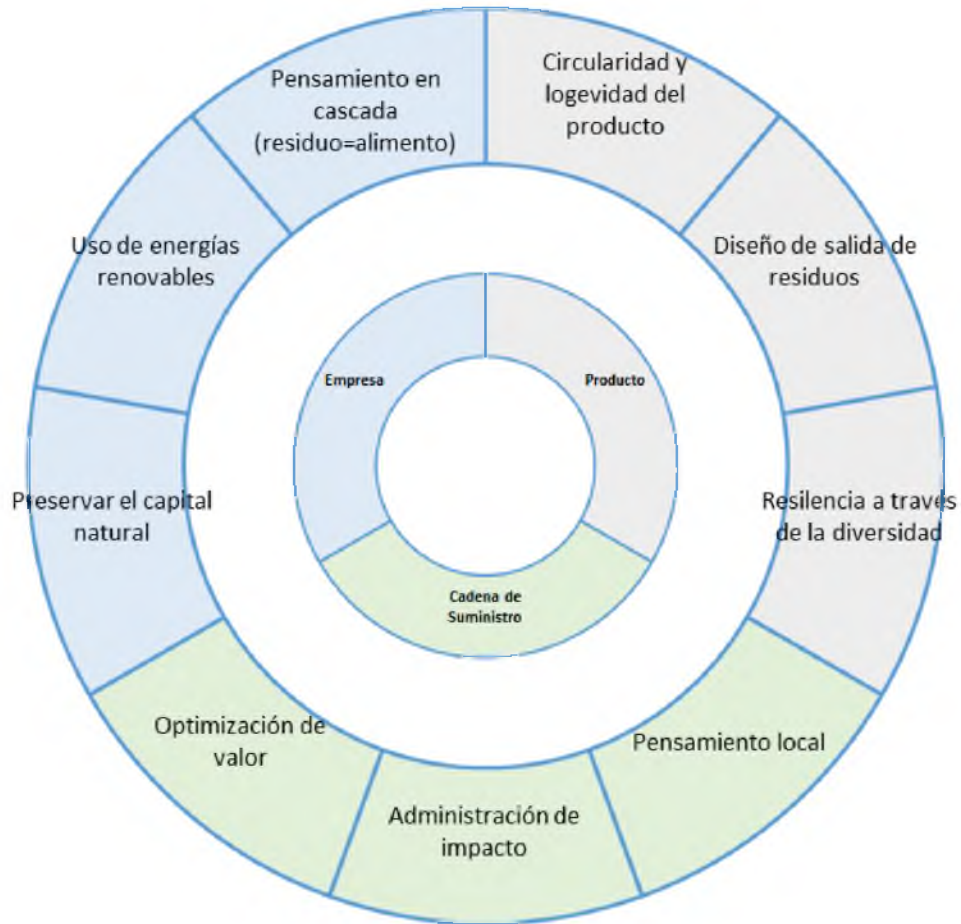 Pensamiento en
cascada
(residuo=alimento)
Circularidad y
logevidad del
producto
Uso de energías
renovables
Diseño de salida de
residuos
Empresa
Producto
Preservar el capital
natural
Resilencia a través
de la diversidad
Cadena de
Suministro
Optimización de
valor
Pensamiento local
Administración de
impacto